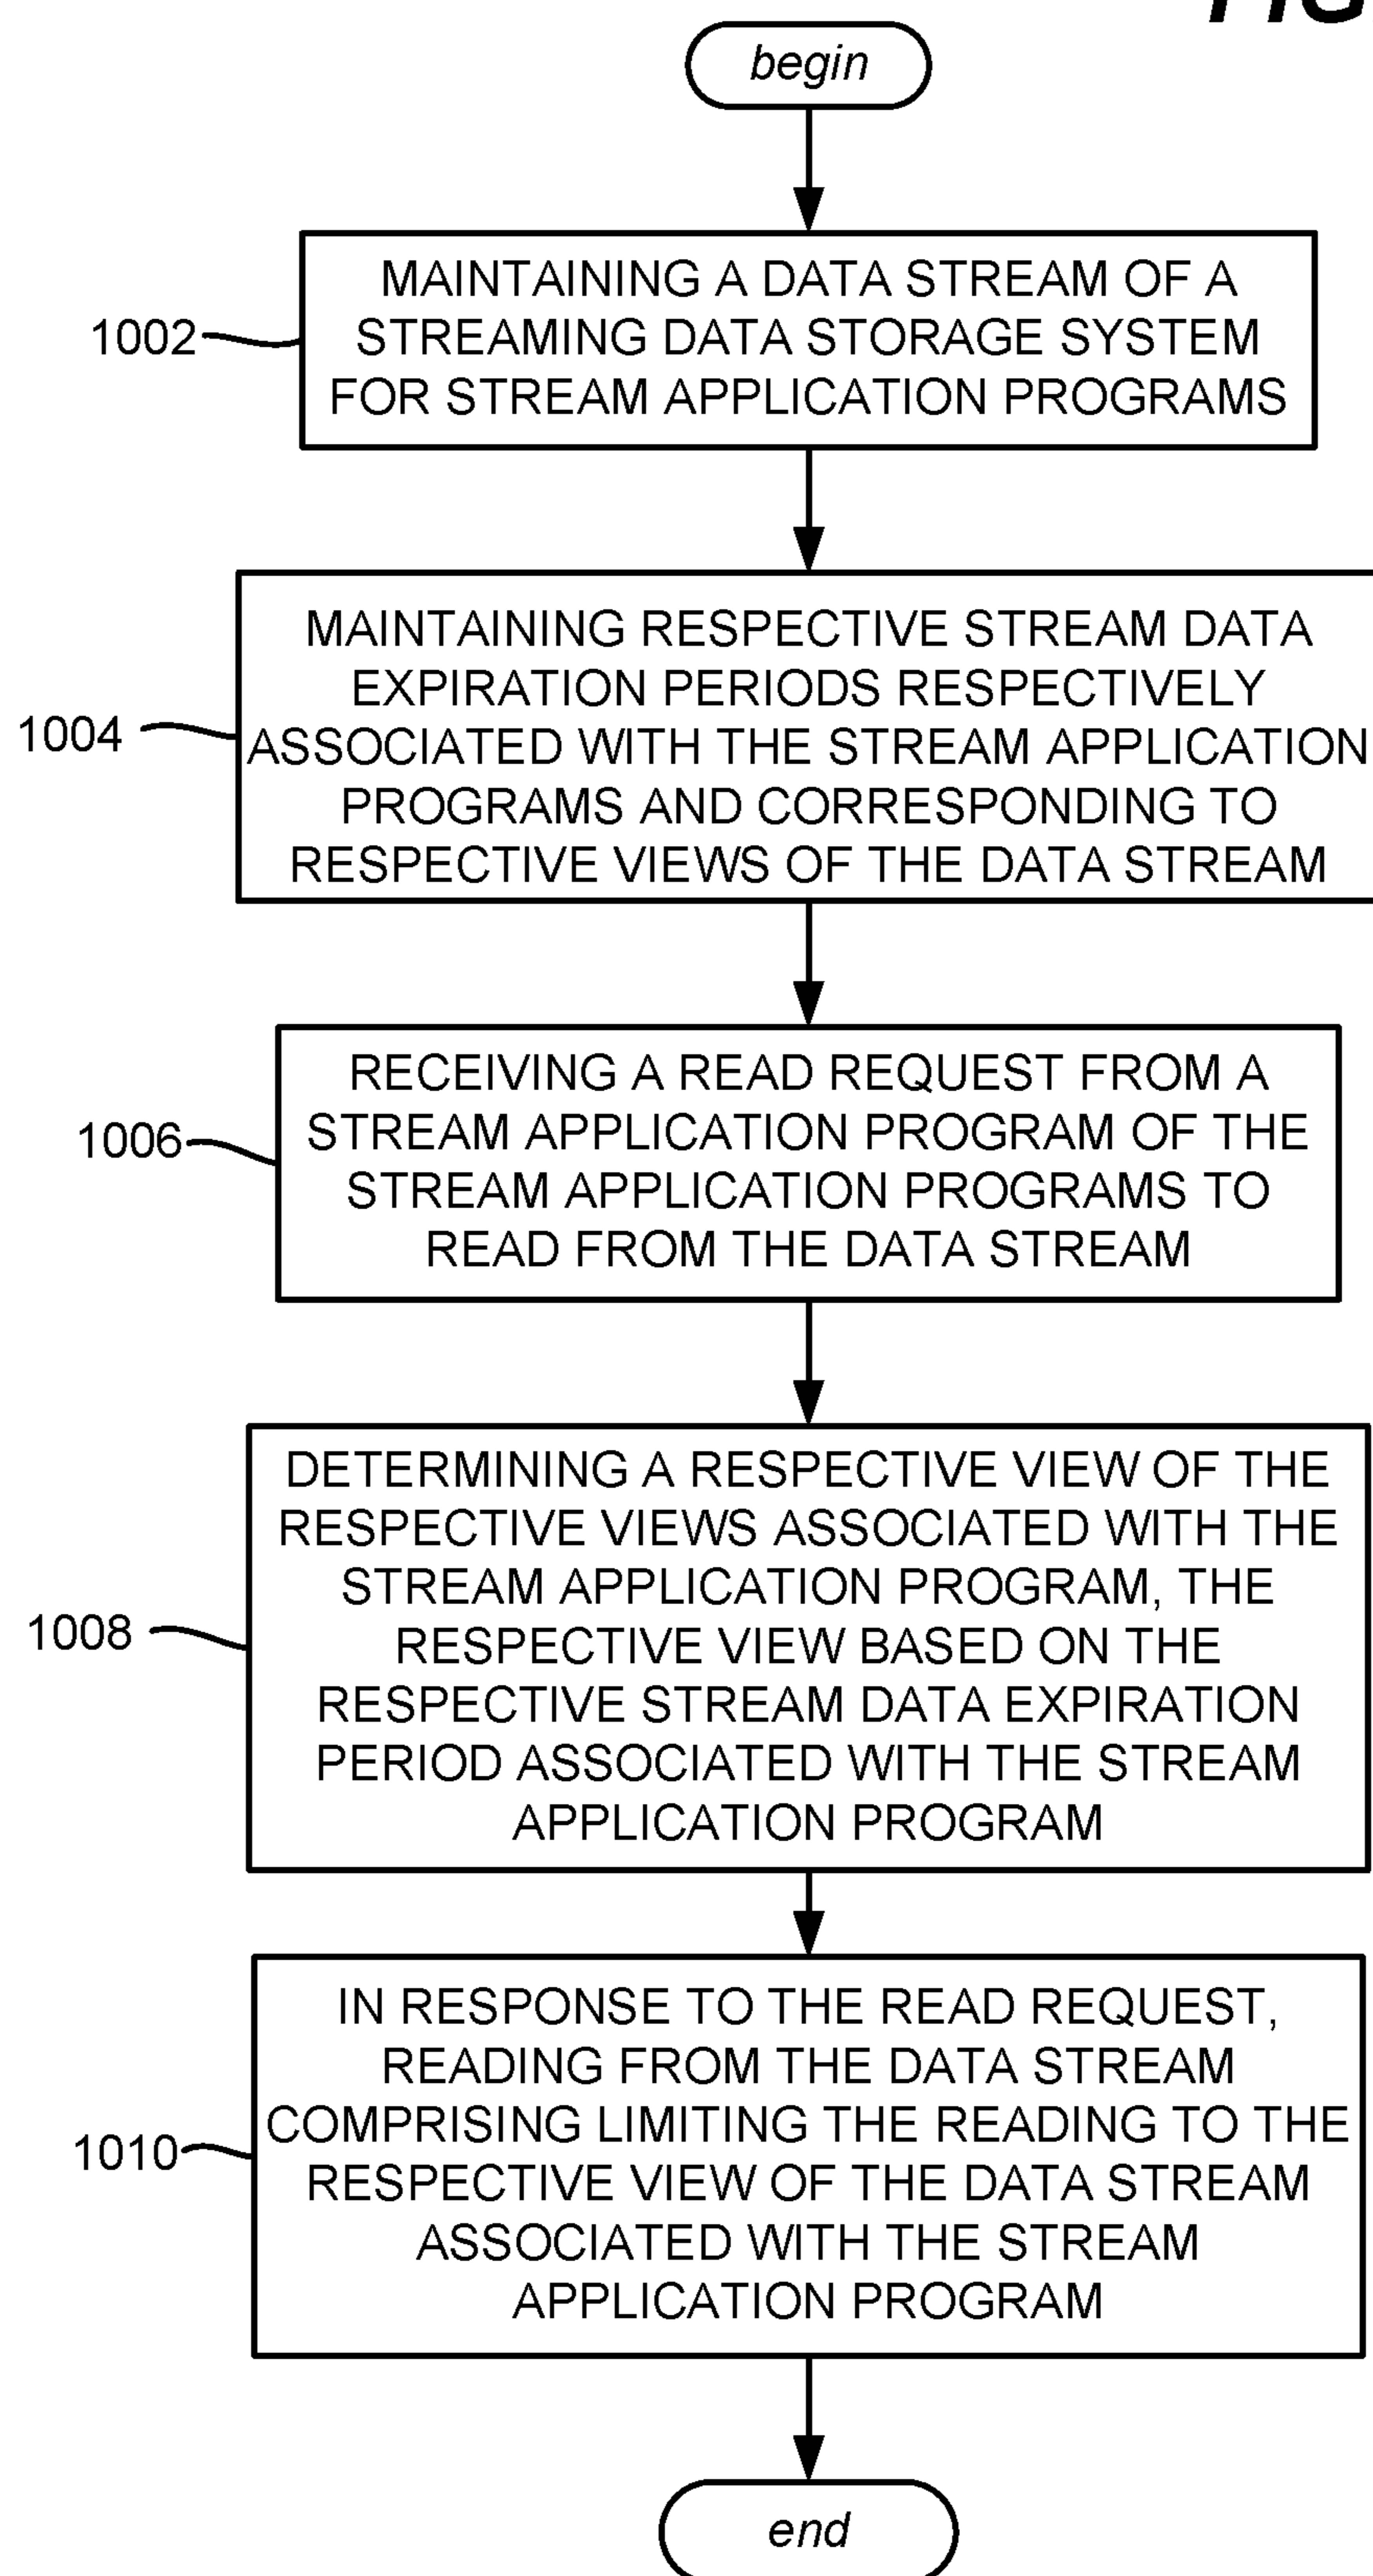 FIG
begin
1002
MAINTAINING A DATA STREAM OF A
STREAMING DATA STORAGE SYSTEM
FOR STREAM APPLICATION PROGRAMS
1004
MAINTAINING RESPECTIVE STREAM DATA
EXPIRATION PERIODS RESPECTIVELY
ASSOCIATED WITH THE STREAM APPLICATION
PROGRAMS AND CORRESPONDING TO
RESPECTIVE VIEWS OF THE DATA STREAM
1006
RECEIVING A READ REQUEST FROM A
STREAM APPLICATION PROGRAM OF THE
STREAM APPLICATION PROGRAMS TO
READ FROM THE DATA STREAM
1008
DETERMINING A RESPECTIVE VIEW OF THE
RESPECTIVE VIEWS ASSOCIATED WITH THE
STREAM APPLICATION PROGRAM, THE
RESPECTIVE VIEW BASED ON THE
RESPECTIVE STREAM DATA EXPIRATION
PERIOD ASSOCIATED WITH THE STREAM
APPLICATION PROGRAM
1010
IN RESPONSE TO THE READ REQUEST,
READING FROM THE DATA STREAM
COMPRISING LIMITING THE READING TO THE
RESPECTIVE VIEW OF THE DATA STREAM
ASSOCIATED WITH THE STREAM
APPLICATION PROGRAM
end